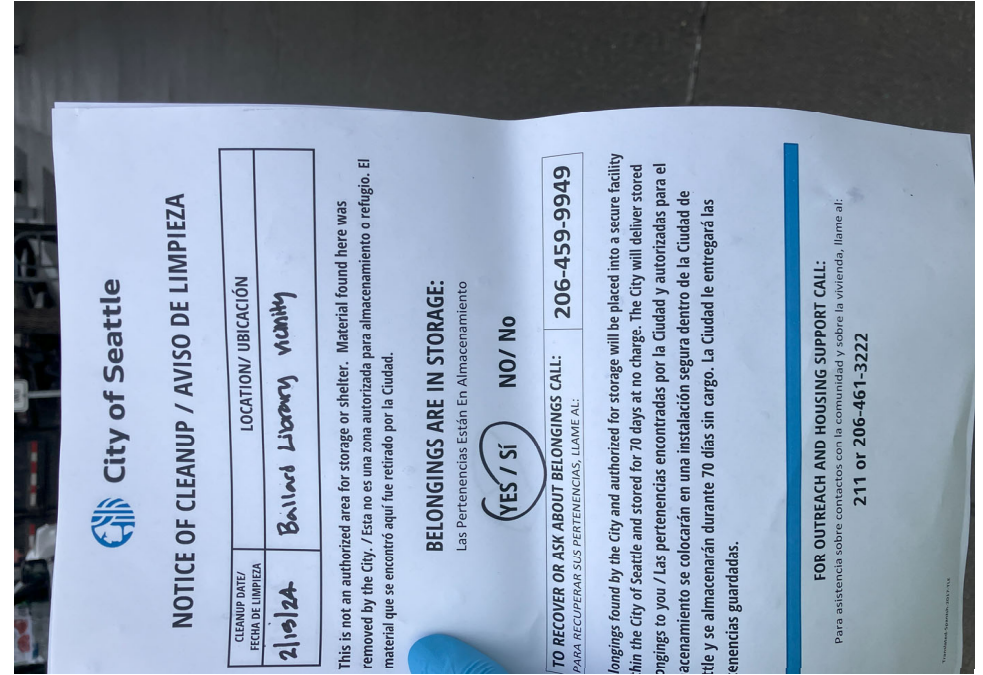 City of Seattle
NOTICE OF CLEANUP / AVISO DE LIMPIEZA
CLEANUP DATE/
FECHA DE LIMPIEZA
LOCATION/ UBICACIÓN
2/13/24
Ballard Library vicinity
This is not an authorized area for storage or shelter. Material found here was
removed by the City. / Esta no es una zona autorizada para almacenamiento o refugio. El
material que se encontró aquí fue retirado por la Ciudad.
BELONGINGS ARE IN STORAGE:
Las Pertenencias Están En Almacenamiento
YES / Sí NO/ No
TO RECOVER OR ASK ABOUT BELONGINGS CALL:
PARA RECUPERAR SUS PERTENENCIAS, LLAME AL:
206-459-9949
longings found by the City and authorized for storage will be placed into a secure facility
thin the City of Seattle and stored for 70 days at no charge. The City will deliver stored
ongings to you / Las pertenencias encontradas por la Ciudad y autorizadas para el
acenamiento se colocarán en una instalación segura dentro de la Ciudad de
ttle y se almacenarán durante 70 días sin cargo. La Ciudad le entregará las
tenencias guardadas.
FOR OUTREACH AND HOUSING SUPPORT CALL:
Para asistencia sobre contactos con la comunidad y sobre la vivienda, llame al:
211 or 206-461-3222